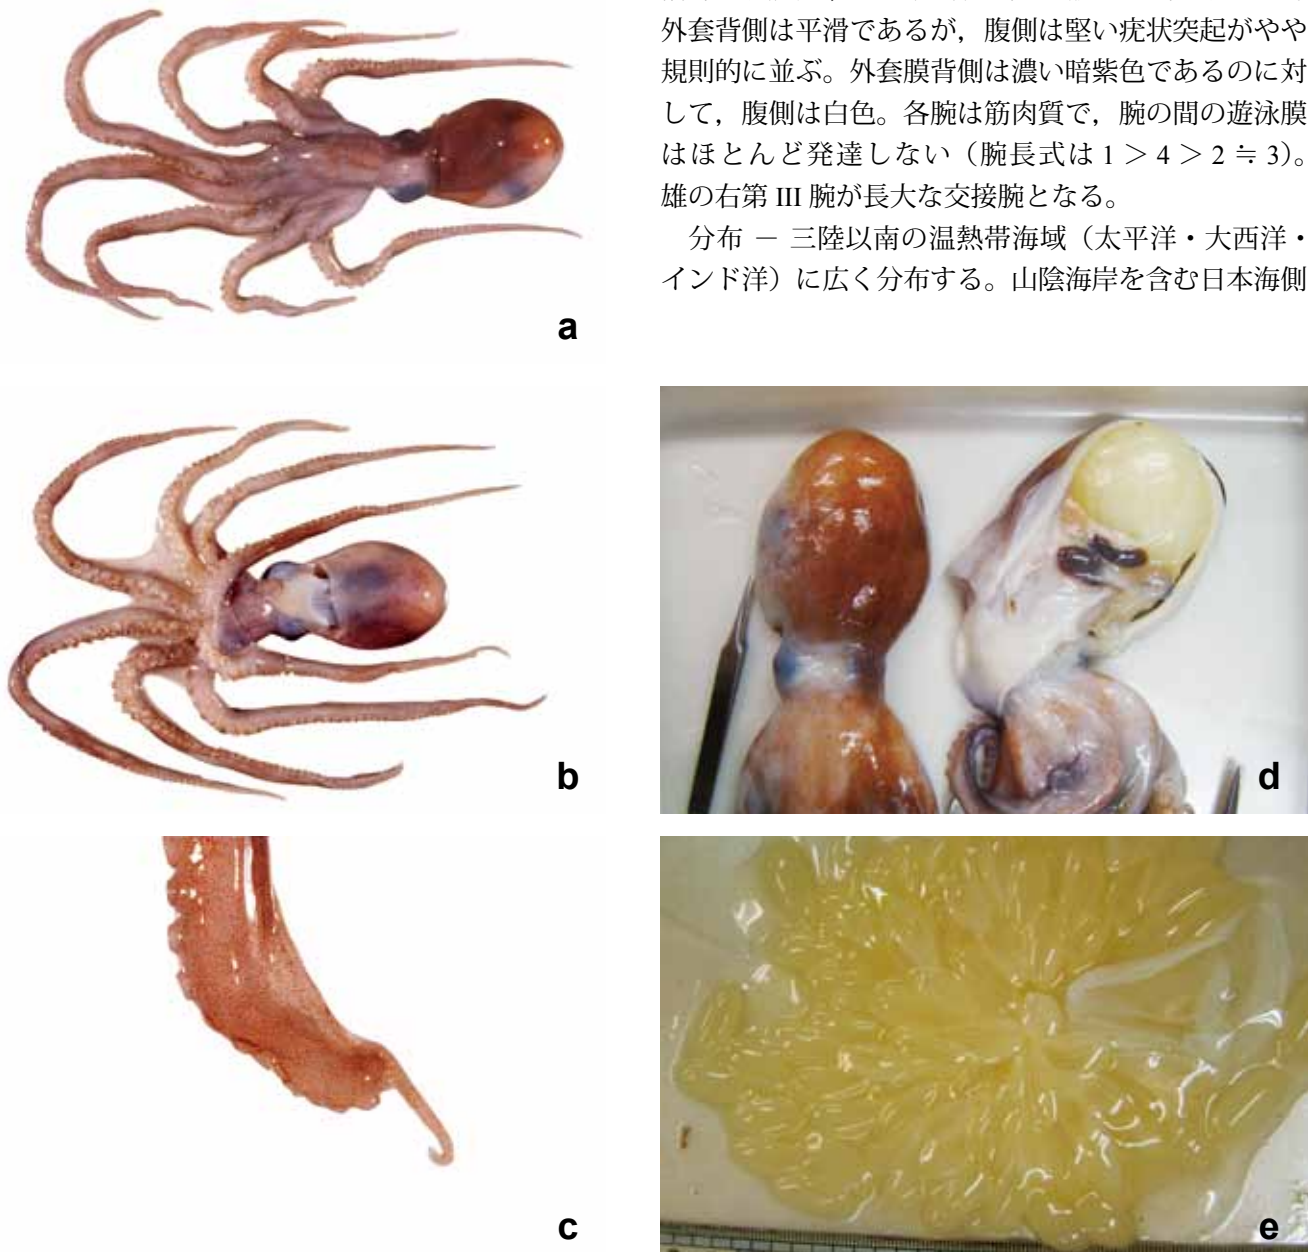 外套背側は平滑であるが，腹側は堅い疣状突起がやや
規則的に並ぶ。外套膜背側は濃い暗紫色であるのに対
して，腹側は白色。各腕は筋肉質で，腕の間の遊泳膜
はほとんど発達しない（腕長式は 1 ＞ 4 ＞ 2 ≒ 3）。
雄の右第 III 腕が長大な交接腕となる。
分布 － 三陸以南の温熱帯海域（太平洋・大西洋・
インド洋）に広く分布する。山陰海岸を含む日本海側
a
b
d
c
e